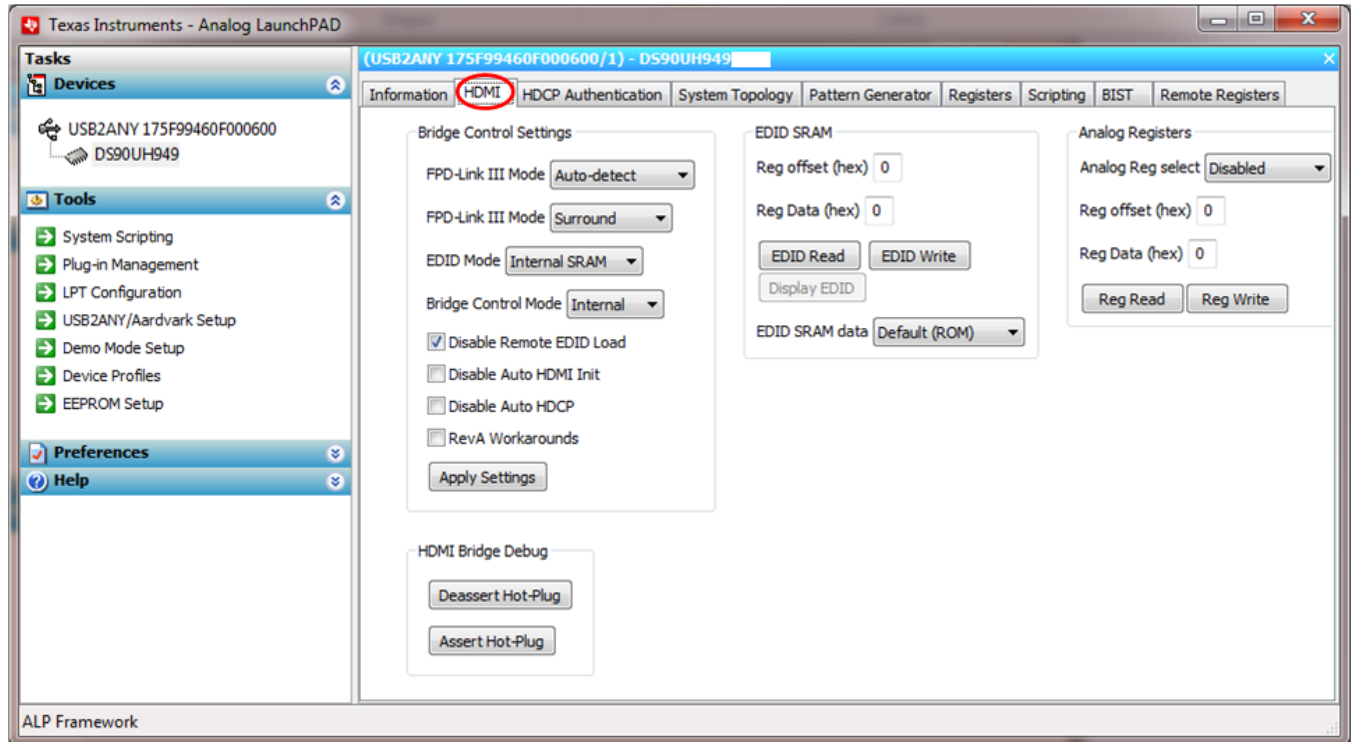 Texas Instruments - Analog LaunchPAD
Tasks
Devices
USB2ANY 175F99460F000600
DS90UH949
Tools
System Scripting
Plug-in Management
LPT Configuration
USB2ANY/Aardvark Setup
Demo Mode Setup
Device Profiles
EEPROM Setup
Preferences
Help
(USB2ANY 175F99460F000600/1) - DS90UH949
Information HDMI HDCP Authentication System Topology Pattern Generator Registers Scripting BIST Remote Registers
Bridge Control Settings
FPD-Link III Mode Auto-detect
FPD-Link III Mode Surround
EDID Mode Internal SRAM
Bridge Control Mode Internal
Disable Remote EDID Load
Disable Auto HDMI Init
Disable Auto HDCP
RevA Workarounds
Apply Settings
HDMI Bridge Debug
Deassert Hot-Plug
Assert Hot-Plug
EDID SRAM
Reg offset (hex) 0
Reg Data (hex) 0
EDID Read EDID Write
Display EDID
EDID SRAM data Default (ROM)
Analog Registers
Analog Reg select Disabled
Reg offset (hex) 0
Reg Data (hex) 0
Reg Read Reg Write
ALP Framework